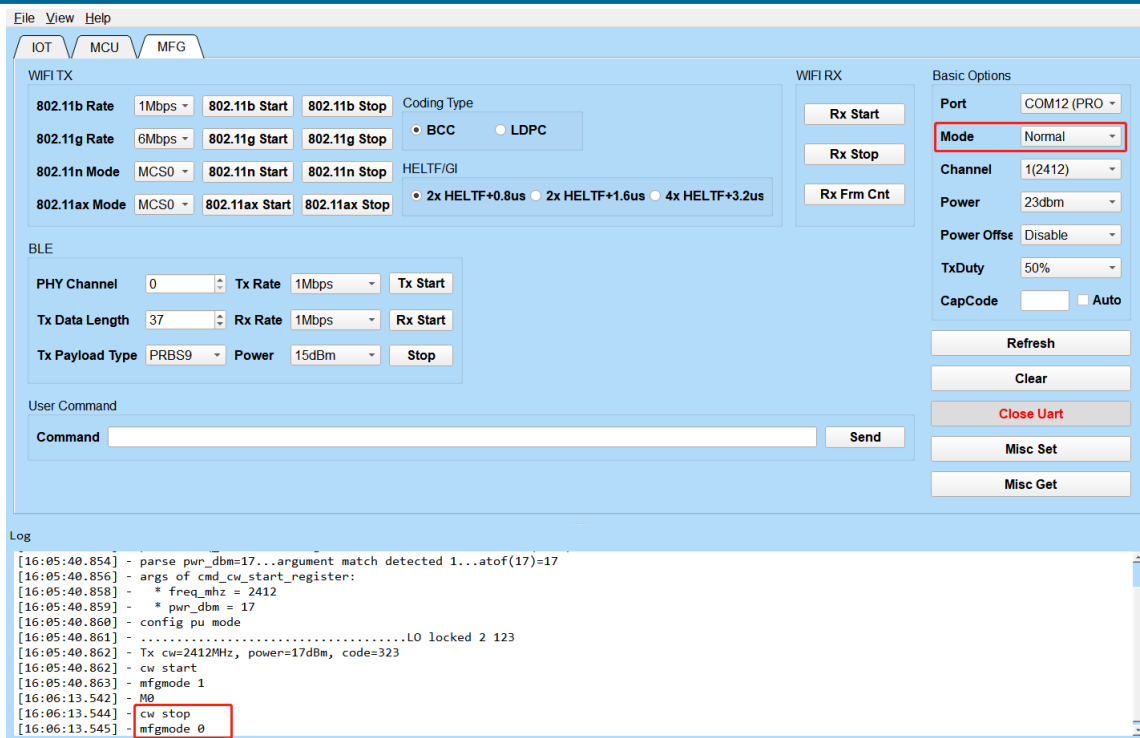 File View Help
IOT MCU MFG
WIFI TX
802.11b Rate 1Mbps 802.11b Start 802.11b Stop
802.11g Rate 6Mbps 802.11g Start 802.11g Stop
802.11n Mode MCS0 802.11n Start 802.11n Stop
802.11ax Mode MCS0 802.11ax Start 802.11ax Stop
Coding Type
BCC LDPC
HELTF/GI
2x HELTF+0.8us 2x HELTF+1.6us 4x HELTF+3.2us
WIFI RX
Rx Start
Rx Stop
Rx Frm Cnt
Basic Options
Port COM12 (PRO
Mode Normal
Channel 1(2412)
Power 23dbm
Power Offse Disable
TxDuty 50%
CapCode Auto
Refresh
Clear
Close Uart
Misc Set
Misc Get
BLE
PHY Channel 0 Tx Rate 1Mbps Tx Start
Tx Data Length 37 Rx Rate 1Mbps Rx Start
Tx Payload Type PRBS9 Power 15dBm Stop
User Command
Command Send
Log
[16:05:40.854] - parse pwr_dbm=17...argument match detected 1...atof(17)=17
[16:05:40.856] - args of cmd_cw_start_register:
[16:05:40.858] - * freq_mhz = 2412
[16:05:40.859] - * pwr_dbm = 17
[16:05:40.860] - config pu mode
[16:05:40.861] - ....................................LO locked 2 123
[16:05:40.862] - Tx cw=2412MHz, power=17dBm, code=323
[16:05:40.862] - cw start
[16:05:40.863] - mfgmode 1
[16:06:13.542] - M0
[16:06:13.544] - cw stop
[16:06:13.545] - mfgmode 0